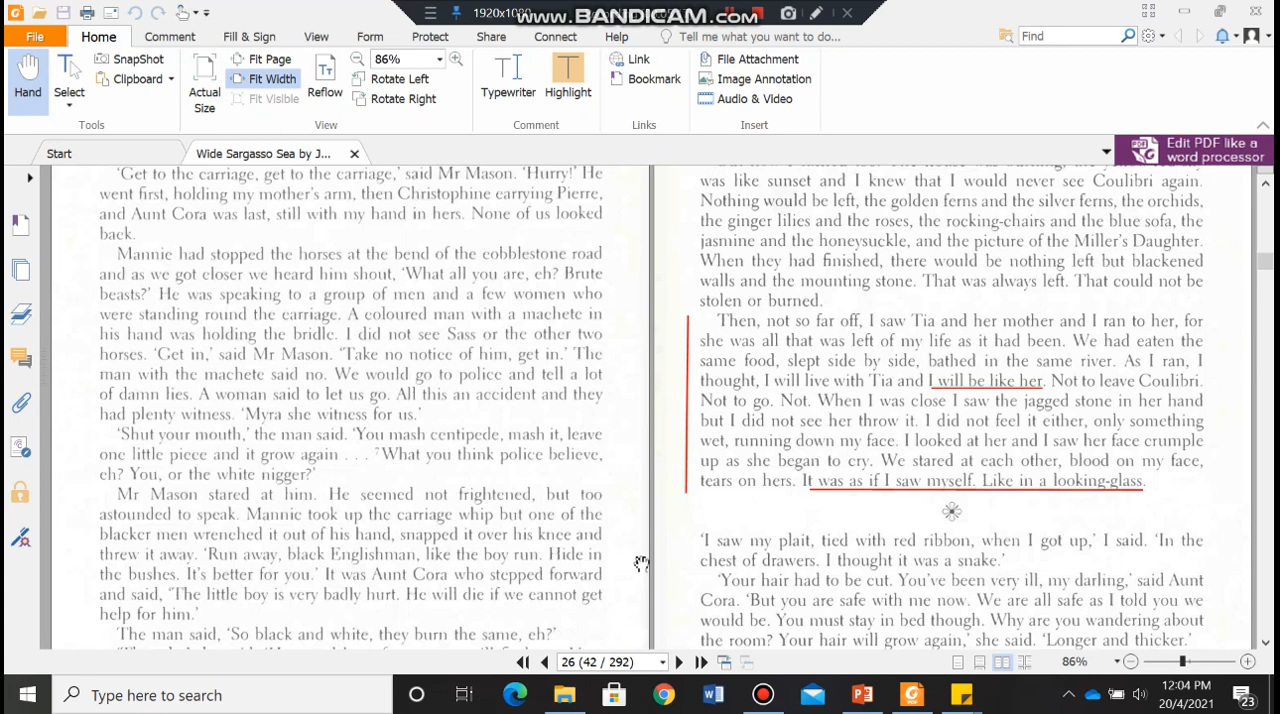 1920x1080
www.BANDICAM.com
File Home Comment Fill & Sign View Form Protect Share Connect Help Tell me what you want to do... Find
Hand
Select
SnapShot
Clipboard
Actual Size
Fit Page
Fit Width
Fit Visible
Reflow
86%
Rotate Left
Rotate Right
Typewriter
Highlight
Link
Bookmark
File Attachment
Image Annotation
Audio & Video
Tools View Comment Links Insert
Start
Wide Sargasso Sea by J...
Edit PDF like a
word processor
'Get to the carriage, get to the carriage,' said Mr Mason. 'Hurry!' He
went first, holding my mother's arm, then Christophine carrying Pierre,
and Aunt Cora was last, still with my hand in hers. None of us looked
back.
Mannie had stopped the horses at the bend of the cobblestone road
and as we got closer we heard him shout, 'What all you are, eh? Brute
beasts?' He was speaking to a group of men and a few women who
were standing round the carriage. A coloured man with a machete in
his hand was holding the bridle. I did not see Sass or the other two
horses. 'Get in,' said Mr Mason. 'Take no notice of him, get in.' The
man with the machete said no. We would go to police and tell a lot
of damn lies. A woman said to let us go. All this an accident and they
had plenty witness. 'Myra she witness for us.'
'Shut your mouth,' the man said. 'You mash centipede, mash it, leave
one little piece and it grow again . . . ?What you think police believe,
eh? You, or the white nigger?'
Mr Mason stared at him. He seemed not frightened, but too
astounded to speak. Mannie took up the carriage whip but one of the
blacker men wrenched it out of his hand, snapped it over his knee and
threw it away. 'Run away, black Englishman, like the boy run. Hide in
the bushes. It's better for you.' It was Aunt Cora who stepped forward
and said, 'The little boy is very badly hurt. He will die if we cannot get
help for him.'
The man said, 'So black and white, they burn the same, eh?'
was like sunset and I knew that I would never see Coulibri again.
Nothing would be left, the golden ferns and the silver ferns, the orchids,
the ginger lilies and the roses, the rocking-chairs and the blue sofa, the
jasmine and the honeysuckle, and the picture of the Miller's Daughter.
When they had finished, there would be nothing left but blackened
walls and the mounting stone. That was always left. That could not be
stolen or burned.
Then, not so far off, I saw Tia and her mother and I ran to her, for
she was all that was left of my life as it had been. We had eaten the
same food, slept side by side, bathed in the same river. As I ran, I
thought, I will live with Tia and I will be like her. Not to leave Coulibri.
Not to go. Not. When I was close I saw the jagged stone in her hand
but I did not see her throw it. I did not feel it either, only something
wet, running down my face. I looked at her and I saw her face crumple
up as she began to cry. We stared at each other, blood on my face,
tears on hers. It was as if I saw myself. Like in a looking-glass.
'I saw my plait, tied with red ribbon, when I got up,' I said. 'In the
chest of drawers. I thought it was a snake.'
'Your hair had to be cut. You've been very ill, my darling,' said Aunt
Cora. 'But you are safe with me now. We are all safe as I told you we
would be. You must stay in bed though. Why are you wandering about
the room? Your hair will grow again,' she said. 'Longer and thicker.'
26 (42 / 292)
86%
Type here to search
12:04 PM
20/4/2021
23